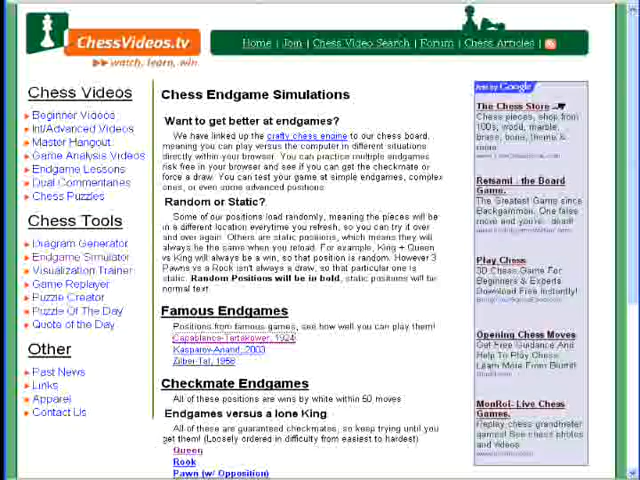 ChessVideos.tv
watch, learn, win
Home | Join | Chess Video Search | Forum | Chess Articles |
Chess Videos
Beginner Videos
Int/Advanced Videos
Master Hangout
Game Analysis Videos
Endgame Lessons
Dual Commentaries
Chess Puzzles
Chess Tools
Diagram Generator
Endgame Simulator
Visualization Trainer
Game Replayer
Puzzle Creator
Puzzle Of The Day
Quote of the Day
Other
Past News
Links
Apparel
Contact Us
Chess Endgame Simulations
Want to get better at endgames?
We have linked up the crafty chess engine to our chess board,
meaning you can play versus the computer in different situations
directly within your browser. You can practice multiple endgames
risk free in your browser and see if you can get the checkmate or
force a draw. You can test your game at simple endgames, complex
ones, or even some advanced positions
Random or Static?
Some of our positions load randomly, meaning the pieces will be
in a different location everytime you refresh, so you can try it over
and over again. Others are static positions, which means they will
always be the same when you reload. For example, King + Queen
vs King will always be a win, so that position is random. However 3
Pawns vs a Rook isn't always a draw, so that particular one is
static. Random Positions will be in bold, static positions will be
normal text
Famous Endgames
Positions from famous games, see how well you can play them!
Capablanca-Tartakower, 1924
Kasparov-Anand, 2003
Zilber-Tal, 1958
Checkmate Endgames
All of these positions are wins by white within 50 moves
Endgames versus a lone King
All of these are guaranteed checkmates, so keep trying until you
get them! (Loosely ordered in difficulty from easiest to hardest)
Queen
Rook
Pawn (w/ Opposition)
Ads by Google
The Chess Store
Chess pieces, shop from
100s, wood, marble,
brass, bone, theme &
more.
Retsami - the Board
Game.
The Greatest Game since
Backgammon. One false
move and you're dead!
Play Chess
3D Chess Game For
Beginners & Experts
Download Free Instantly!
Opening Chess Moves
Get Free Guidance And
Help To Play Chess.
Learn More From Blurtit!
MonRoi- Live Chess
Games.
Replay chess grandmaster
games! See chess photos
and videos